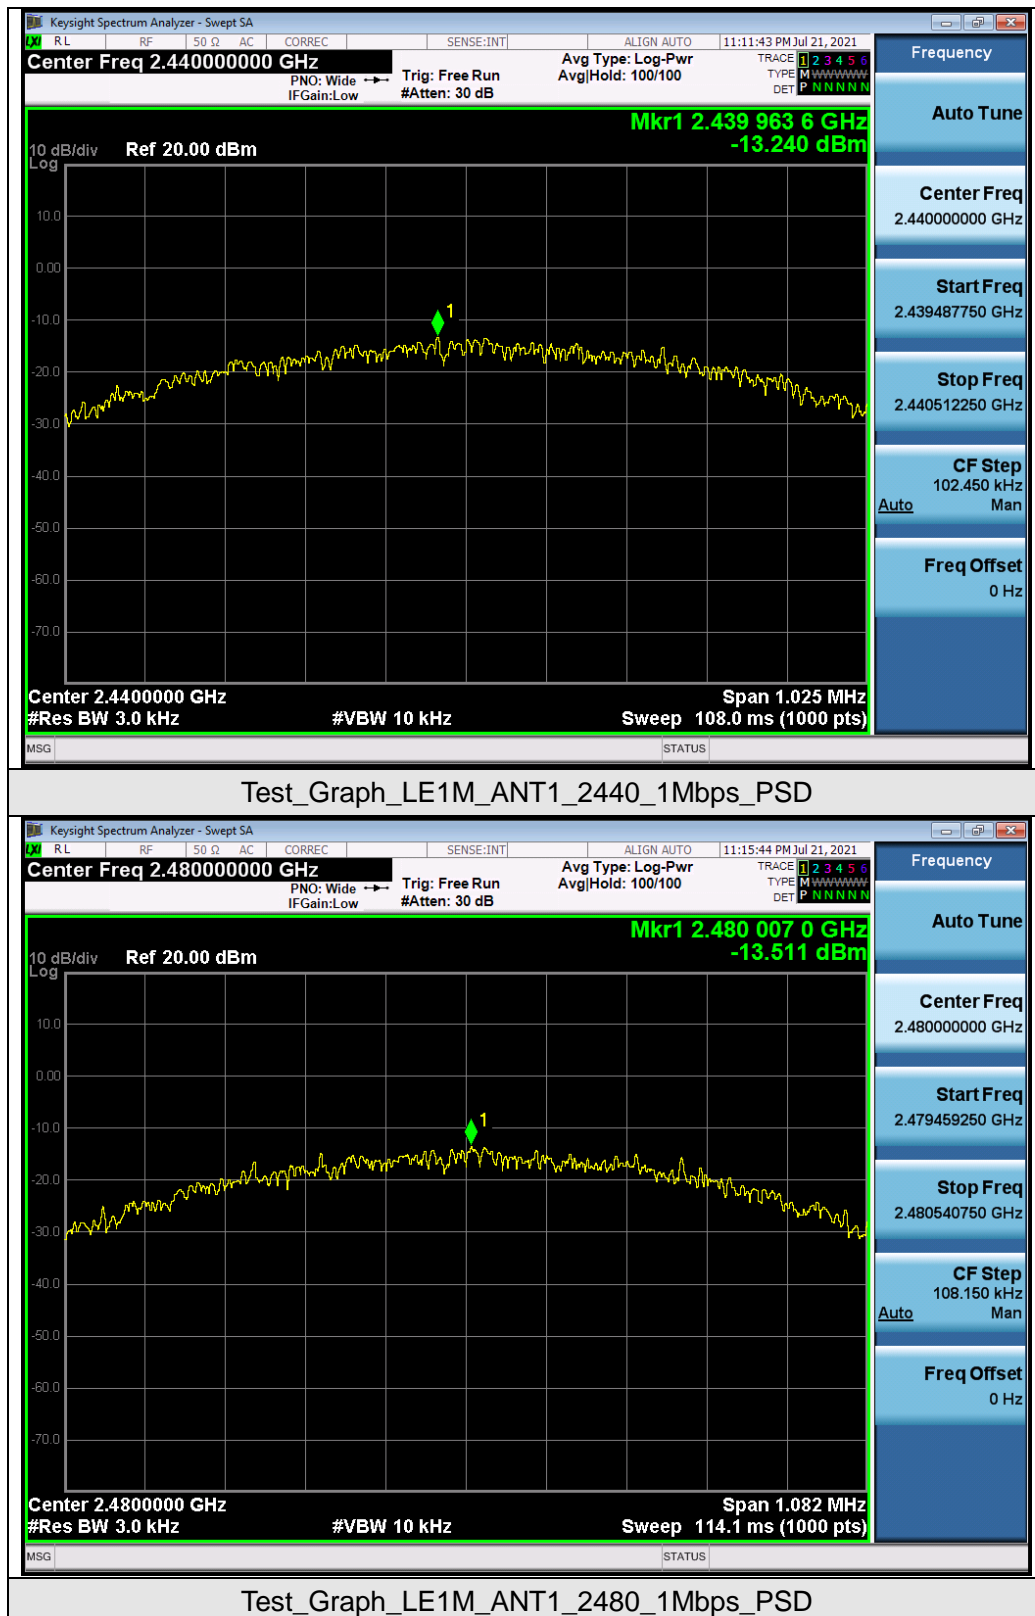 Keysight Spectrum Analyzer - Swept SA
LXI RL RF 50 Ω AC CORREC SENSE:INT ALIGN AUTO 11:11:43 PM Jul 21, 2021
Center Freq 2.440000000 GHz
PNO: Wide
IFGain:Low
Trig: Free Run
#Atten: 30 dB
Avg Type: Log-Pwr
Avg|Hold: 100/100
TRACE 1 2 3 4 5 6
TYPE M WWWWW
DET P N N N N N
Mkr1 2.439 963 6 GHz
-13.240 dBm
10 dB/div Ref 20.00 dBm
Log
10.0
0.00
1
-10.0
-20.0
-30.0
-40.0
-50.0
-60.0
-70.0
Center 2.4400000 GHz Span 1.025 MHz
#Res BW 3.0 kHz #VBW 10 kHz Sweep 108.0 ms (1000 pts)
MSG STATUS
Frequency
Auto Tune
Center Freq
2.440000000 GHz
Start Freq
2.439487750 GHz
Stop Freq
2.440512250 GHz
CF Step
102.450 kHz
Auto Man
Freq Offset
0 Hz
Test_Graph_LE1M_ANT1_2440_1Mbps_PSD
Keysight Spectrum Analyzer - Swept SA
LXI RL RF 50 Ω AC CORREC SENSE:INT ALIGN AUTO 11:15:44 PM Jul 21, 2021
Center Freq 2.480000000 GHz
PNO: Wide
IFGain:Low
Trig: Free Run
#Atten: 30 dB
Avg Type: Log-Pwr
Avg|Hold: 100/100
TRACE 1 2 3 4 5 6
TYPE M WWWWW
DET P N N N N N
Mkr1 2.480 007 0 GHz
-13.511 dBm
10 dB/div Ref 20.00 dBm
Log
10.0
0.00
1
-10.0
-20.0
-30.0
-40.0
-50.0
-60.0
-70.0
Center 2.4800000 GHz Span 1.082 MHz
#Res BW 3.0 kHz #VBW 10 kHz Sweep 114.1 ms (1000 pts)
MSG STATUS
Frequency
Auto Tune
Center Freq
2.480000000 GHz
Start Freq
2.479459250 GHz
Stop Freq
2.480540750 GHz
CF Step
108.150 kHz
Auto Man
Freq Offset
0 Hz
Test_Graph_LE1M_ANT1_2480_1Mbps_PSD